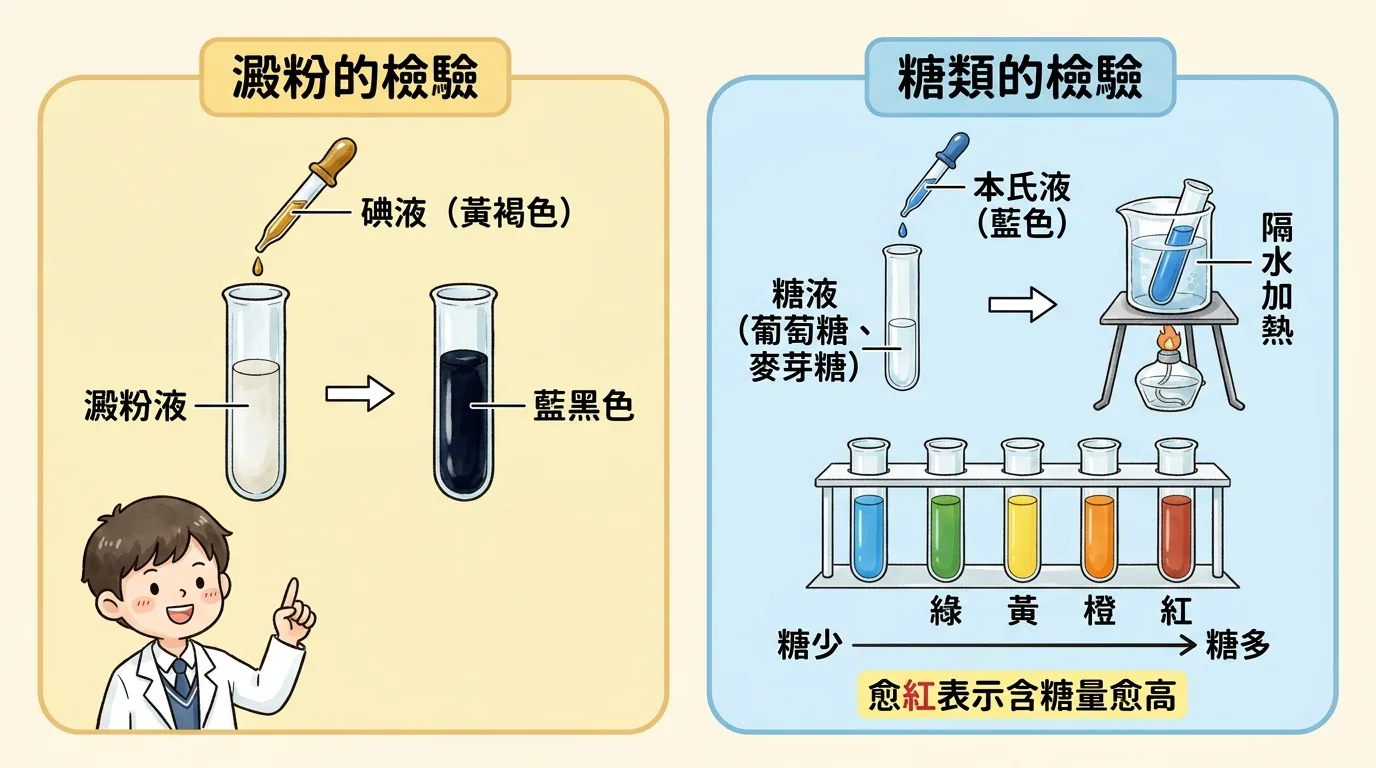 澱粉的檢驗
碘液（黃褐色）
澱粉液
藍黑色
糖類的檢驗
本氏液
（藍色）
糖液
（葡萄糖、
麥芽糖）
隔水加熱
綠 黃 橙 紅
糖少 糖多
愈紅表示含糖量愈高